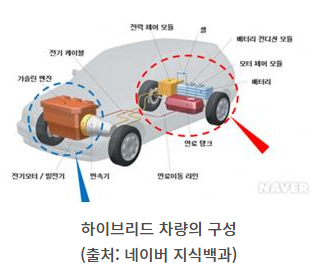 전력 제어 모듈
셀
배터리 컨디션 모듈
전기 케이블
모터 제어 모듈
가솔린 엔진
배터리
연료 탱크
전기모터 / 발전기
변속기
연료이동 라인
NAVER
하이브리드 차량의 구성
(출처: 네이버 지식백과)